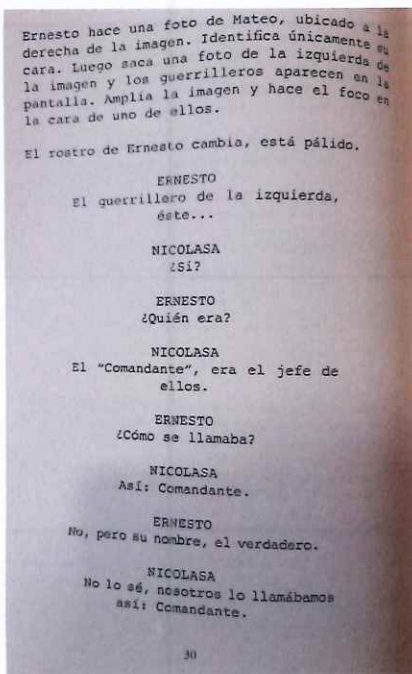 Ernesto hace una foto de Mateo, ubicado a la
derecha de la imagen. Identifica únicamente su
cara. Luego saca una foto de la izquierda de
la imagen y los guerrilleros aparecen en la
pantalla. Amplía la imagen y hace el foco en
la cara de uno de ellos.
El rostro de Ernesto cambia, está pálido.
ERNESTO
El guerrillero de la izquierda,
éste...
NICOLASA
¿Si?
ERNESTO
¿Quién era?
NICOLASA
El "Comandante", era el jefe de
ellos.
ERNESTO
¿Cómo se llamaba?
NICOLASA
Así: Comandante.
ERNESTO
No, pero su nombre, el verdadero.
NICOLASA
No lo sé, nosotros lo llamábamos
así: Comandante.
30